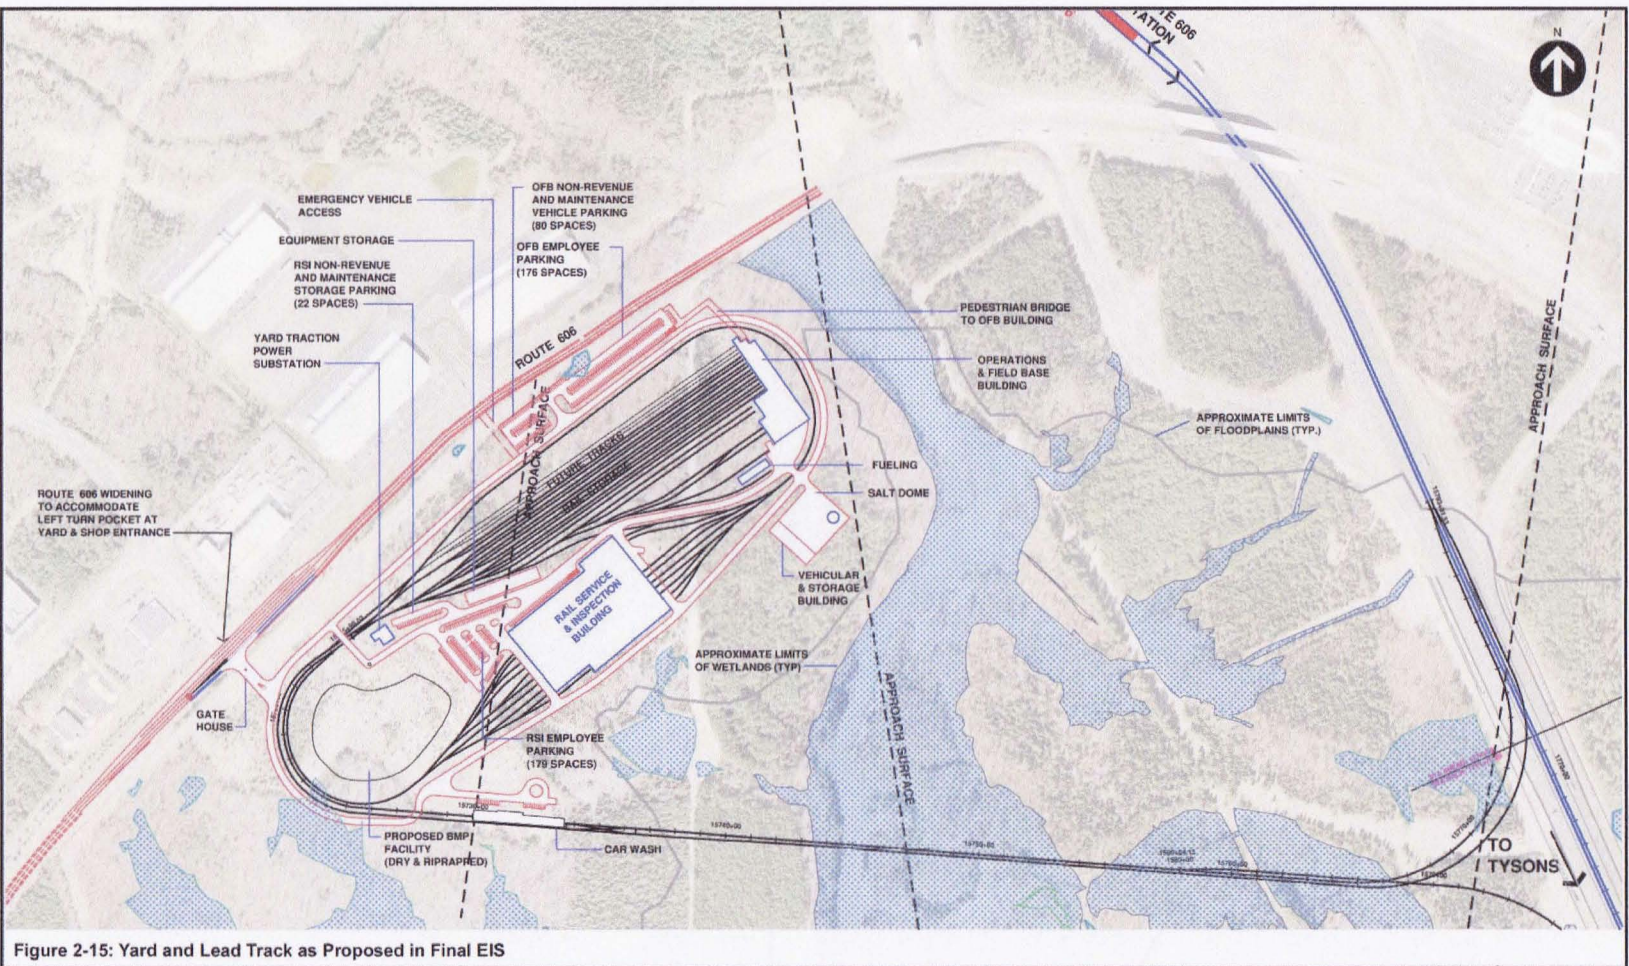 TE 606
TATION
N
EMERGENCY VEHICLE
ACCESS
OFB NON-REVENUE
AND MAINTENANCE
VEHICLE PARKING
(80 SPACES)
EQUIPMENT STORAGE
OFB EMPLOYEE
PARKING
(176 SPACES)
RSI NON-REVENUE
AND MAINTENANCE
STORAGE PARKING
(22 SPACES)
YARD TRACTION
POWER
SUBSTATION
ROUTE 606
PEDESTRIAN BRIDGE
TO OFB BUILDING
OPERATIONS
& FIELD BASE
BUILDING
APPROACH SURFACE
APPROACH SURFACE
FUTURE TRACKS
RAIL STORAGE
APPROXIMATE LIMITS
OF FLOODPLAINS (TYP.)
FUELING
SALT DOME
ROUTE 606 WIDENING
TO ACCOMMODATE
LEFT TURN POCKET AT
YARD & SHOP ENTRANCE
RAIL SERVICE
& INSPECTION
BUILDING
VEHICULAR
& STORAGE
BUILDING
APPROXIMATE LIMITS
OF WETLANDS (TYP)
APPROACH SURFACE
GATE
HOUSE
RSI EMPLOYEE
PARKING
(179 SPACES)
PROPOSED BMP
FACILITY
(DRY & RIPRAPPED)
CAR WASH
TO
TYSONS
Figure 2-15: Yard and Lead Track as Proposed in Final EIS